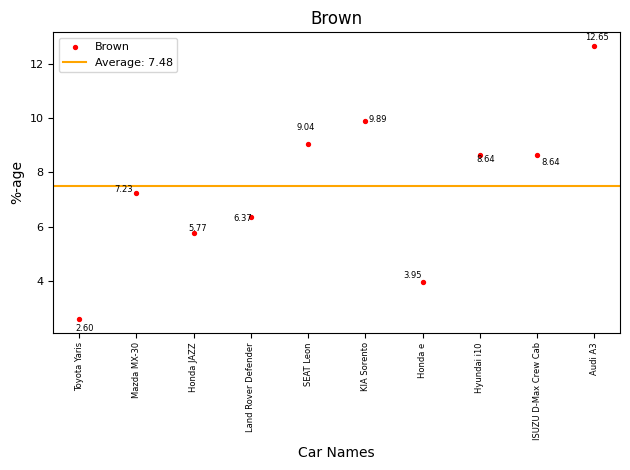 Brown
Brown
Average: 7.48
%-age
12
10
8
6
4
2.60
7.23
5.77
6.37
9.04
9.89
3.95
8.64
8.64
12.65
Toyota Yaris
Mazda MX-30
Honda JAZZ
Land Rover Defender
SEAT Leon
KIA Sorento
Honda e
Hyundai i10
ISUZU D-Max Crew Cab
Audi A3
Car Names